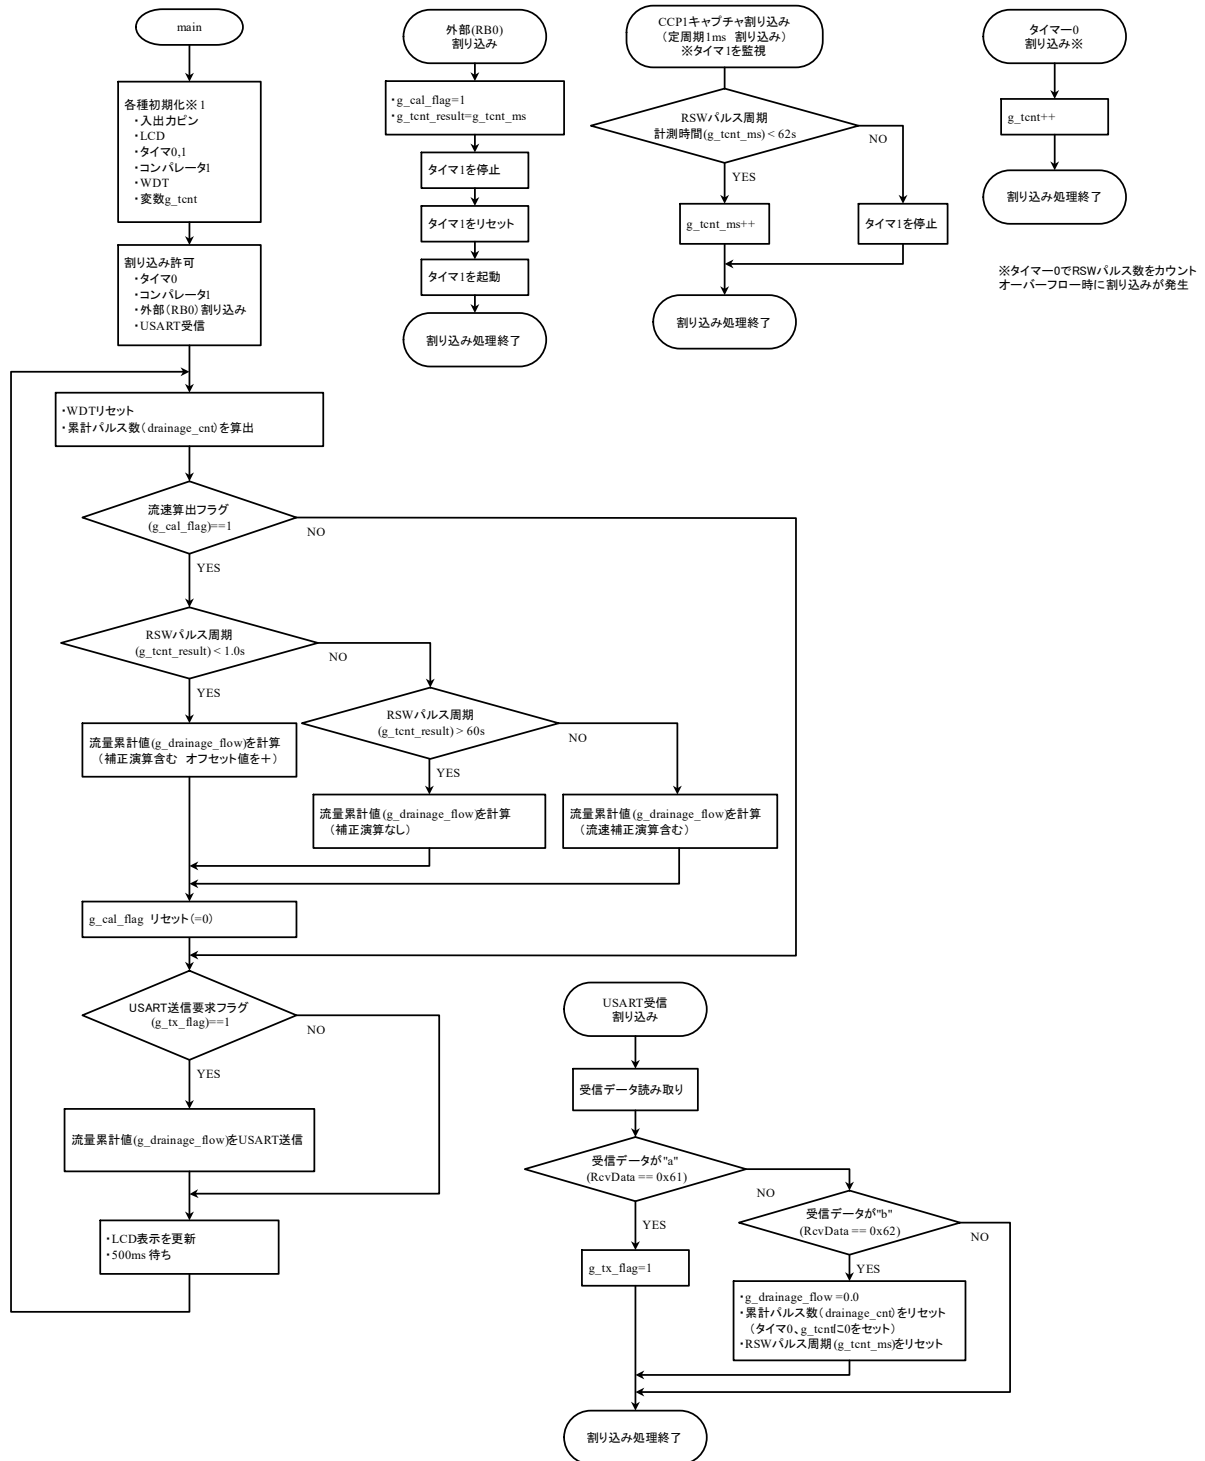 main
各種初期化※1
・入出力ピン
・LCD
・タイマ0,1
・コンパレータ1
・WDT
・変数g_tcnt
割り込み許可
・タイマ0
・コンパレータ1
・外部(RB0)割り込み
・USART受信
・WDTリセット
・累計パルス数(drainage_cnt)を算出
流速算出フラグ
(g_cal_flag)==1
NO
YES
RSWパルス周期
(g_tcnt_result) < 1.0s
NO
YES
流量累計値(g_drainage_flow)を計算
(補正演算含む オフセット値を+)
RSWパルス周期
(g_tcnt_result) > 60s
NO
YES
流量累計値(g_drainage_flow)を計算
(補正演算なし)
流量累計値(g_drainage_flow)を計算
(流速補正演算含む)
g_cal_flag リセット(=0)
USART送信要求フラグ
(g_tx_flag)==1
NO
YES
流量累計値(g_drainage_flow)をUSART送信
・LCD表示を更新
・500ms 待ち
外部(RB0)
割り込み
・g_cal_flag=1
・g_tcnt_result=g_tcnt_ms
タイマ1を停止
タイマ1をリセット
タイマ1を起動
割り込み処理終了
CCP1キャプチャ割り込み
(定周期1ms 割り込み)
※タイマ1を監視
RSWパルス周期
計測時間(g_tcnt_ms) < 62s
NO
YES
g_tcnt_ms++
タイマ1を停止
割り込み処理終了
タイマー0
割り込み※
g_tcnt++
割り込み処理終了
※タイマー0でRSWパルス数をカウント
オーバーフロー時に割り込みが発生
USART受信
割り込み
受信データ読み取り
受信データが"a"
(RcvData == 0x61)
NO
YES
g_tx_flag=1
受信データが"b"
(RcvData == 0x62)
NO
YES
・g_drainage_flow =0.0
・累計パルス数(drainage_cnt)をリセット
(タイマ0、g_tcntに0をセット)
・RSWパルス周期(g_tcnt_ms)をリセット
割り込み処理終了